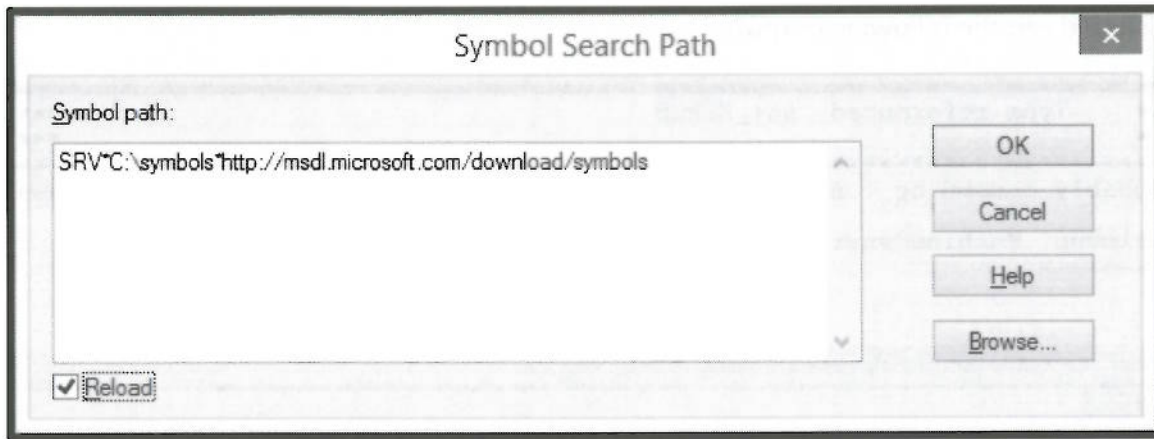 Symbol Search Path
Symbol path:
SRV*C:\symbols*http://msdl.microsoft.com/download/symbols
OK
Cancel
Help
Browse...
Reload